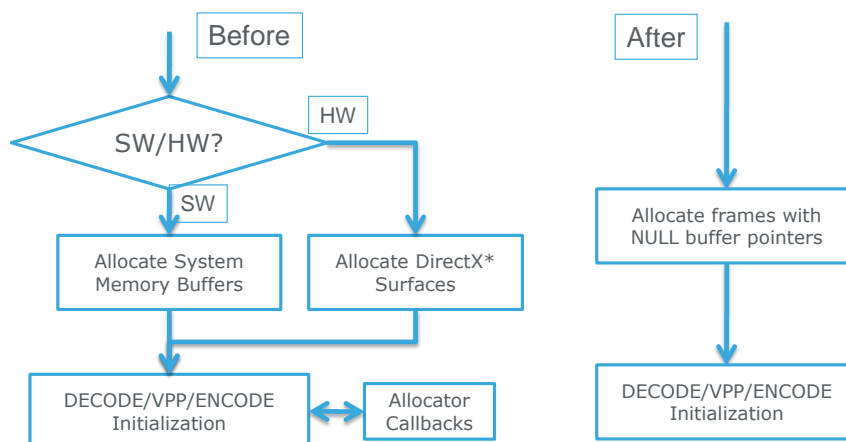 Before
SW/HW?
HW
SW
Allocate System
Memory Buffers
Allocate DirectX*
Surfaces
DECODE/VPP/ENCODE
Initialization
Allocator
Callbacks
After
Allocate frames with
NULL buffer pointers
DECODE/VPP/ENCODE
Initialization